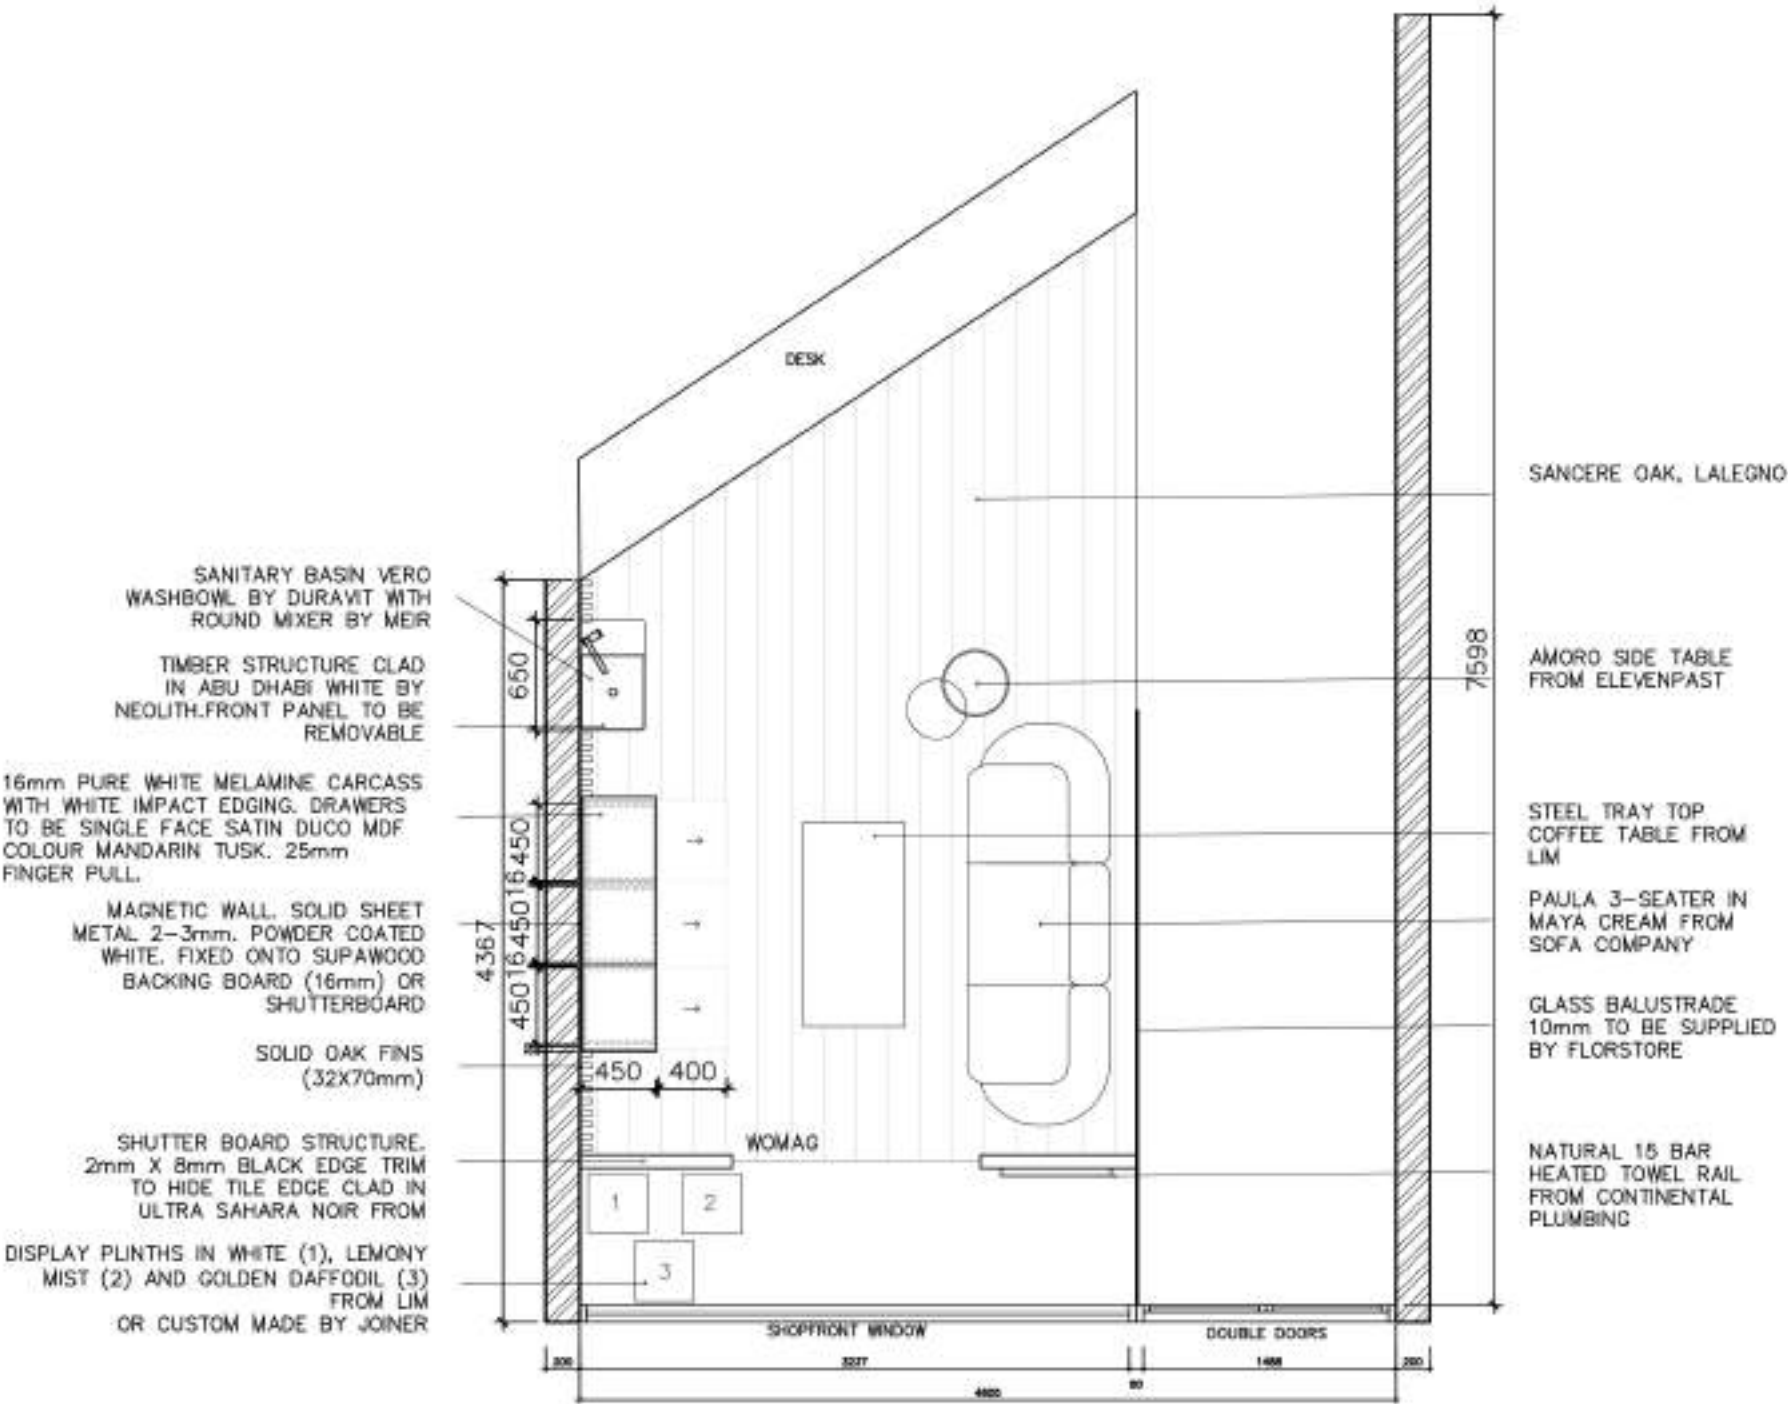 DESK
SANITARY BASIN VERO
WASHBOWL BY DURAVIT WITH
ROUND MIXER BY MEIR
TIMBER STRUCTURE CLAD
IN ABU DHABI WHITE BY
NEOLITH.FRONT PANEL TO BE
REMOVABLE
16mm PURE WHITE MELAMINE CARCASS
WITH WHITE IMPACT EDGING. DRAWERS
TO BE SINGLE FACE SATIN DUCO MDF
COLOUR MANDARIN TUSK. 25mm
FINGER PULL.
MAGNETIC WALL. SOLID SHEET
METAL 2-3mm. POWDER COATED
WHITE. FIXED ONTO SUPAWOOD
BACKING BOARD (16mm) OR
SHUTTERBOARD
SOLID OAK FINS
(32X70mm)
SHUTTER BOARD STRUCTURE.
2mm X 8mm BLACK EDGE TRIM
TO HIDE TILE EDGE CLAD IN
ULTRA SAHARA NOIR FROM
DISPLAY PLINTHS IN WHITE (1), LEMONY
MIST (2) AND GOLDEN DAFFODIL (3)
FROM LIM
OR CUSTOM MADE BY JOINER
4367
650
450
16
450
16
450
450
400
WOMAG
1
2
3
SHOPFRONT WINDOW
DOUBLE DOORS
200
3237
1488
200
7598
SANCERE OAK, LALEGNO
AMORO SIDE TABLE
FROM ELEVENPAST
STEEL TRAY TOP
COFFEE TABLE FROM
LIM
PAULA 3-SEATER IN
MAYA CREAM FROM
SOFA COMPANY
GLASS BALUSTRADE
10mm TO BE SUPPLIED
BY FLORSTORE
NATURAL 15 BAR
HEATED TOWEL RAIL
FROM CONTINENTAL
PLUMBING